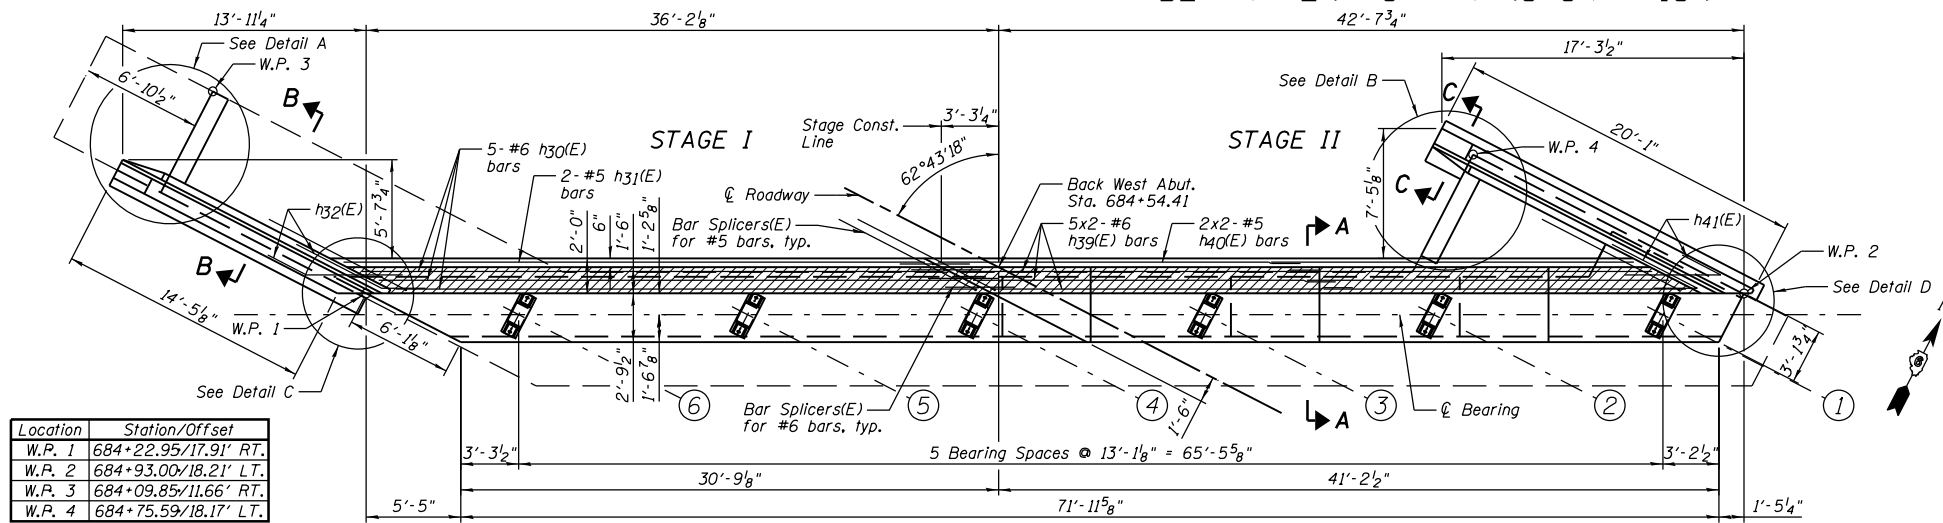 13'-11¼"
36'-2⅛"
42'-7¾"
See Detail A
W.P. 3
6'-10½"
B
STAGE I
Stage Const.
Line
3'-3¼"
62°43'18"
STAGE II
17'-3½"
See Detail B
C
20'-1"
W.P. 4
C
7'-5⅛"
5-#6 h30(E)
bars
2-#5 h31(E)
bars
℄ Roadway
Back West Abut.
Sta. 684+54.41
A
h32(E)
5'-7¾"
2'-0"
6"
1'-6"
1'-2⅝"
Bar Splicers(E)
for #5 bars, typ.
5x2-#6
h39(E) bars
2x2-#5
h40(E) bars
h41(E)
W.P. 2
B
14'-5⅛"
W.P. 1
6'-1⅛"
See Detail D
3'-1¾"
See Detail C
2'-9½"
1'-6⅞"
6
5
4
3
2
1
Bar Splicers(E)
for #6 bars, typ.
1'-6"
A
℄ Bearing
Location Station/Offset
W.P. 1 684+22.95/17.91' RT.
W.P. 2 684+93.00/18.21' LT.
W.P. 3 684+09.85/11.66' RT.
W.P. 4 684+75.59/18.17' LT.
3'-3½"
5 Bearing Spaces @ 13'-1⅛" = 65'-5⅝"
3'-2½"
30'-9⅛"
41'-2½"
5'-5"
71'-11⅝"
1'-5¼"